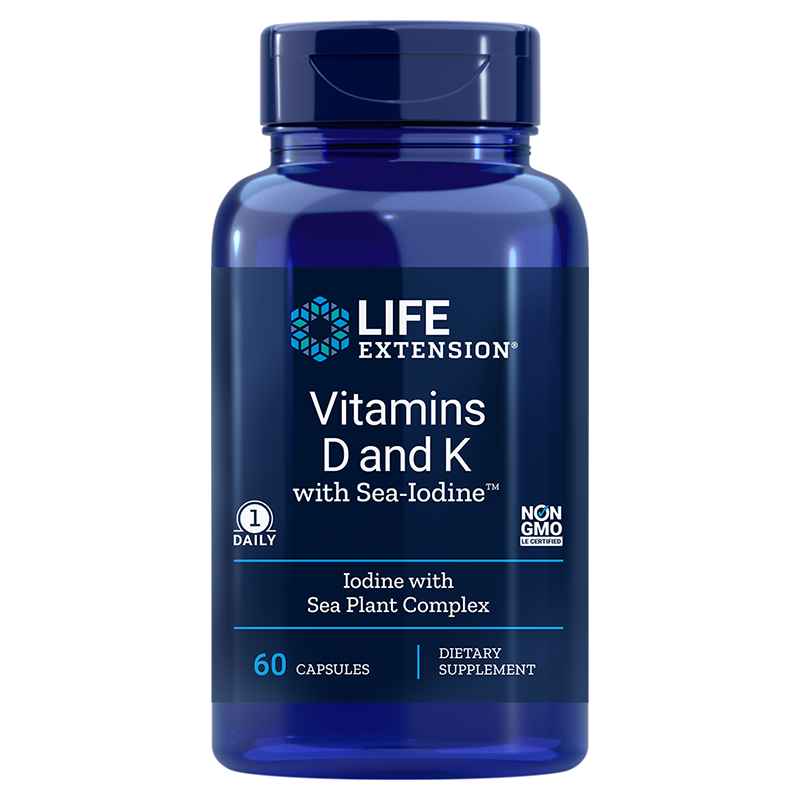 LIFE
EXTENSION®
Vitamins
D and K
with Sea-Iodine™
1
DAILY
NON
GMO
LE CERTIFIED
Iodine with
Sea Plant Complex
60 CAPSULES
DIETARY
SUPPLEMENT